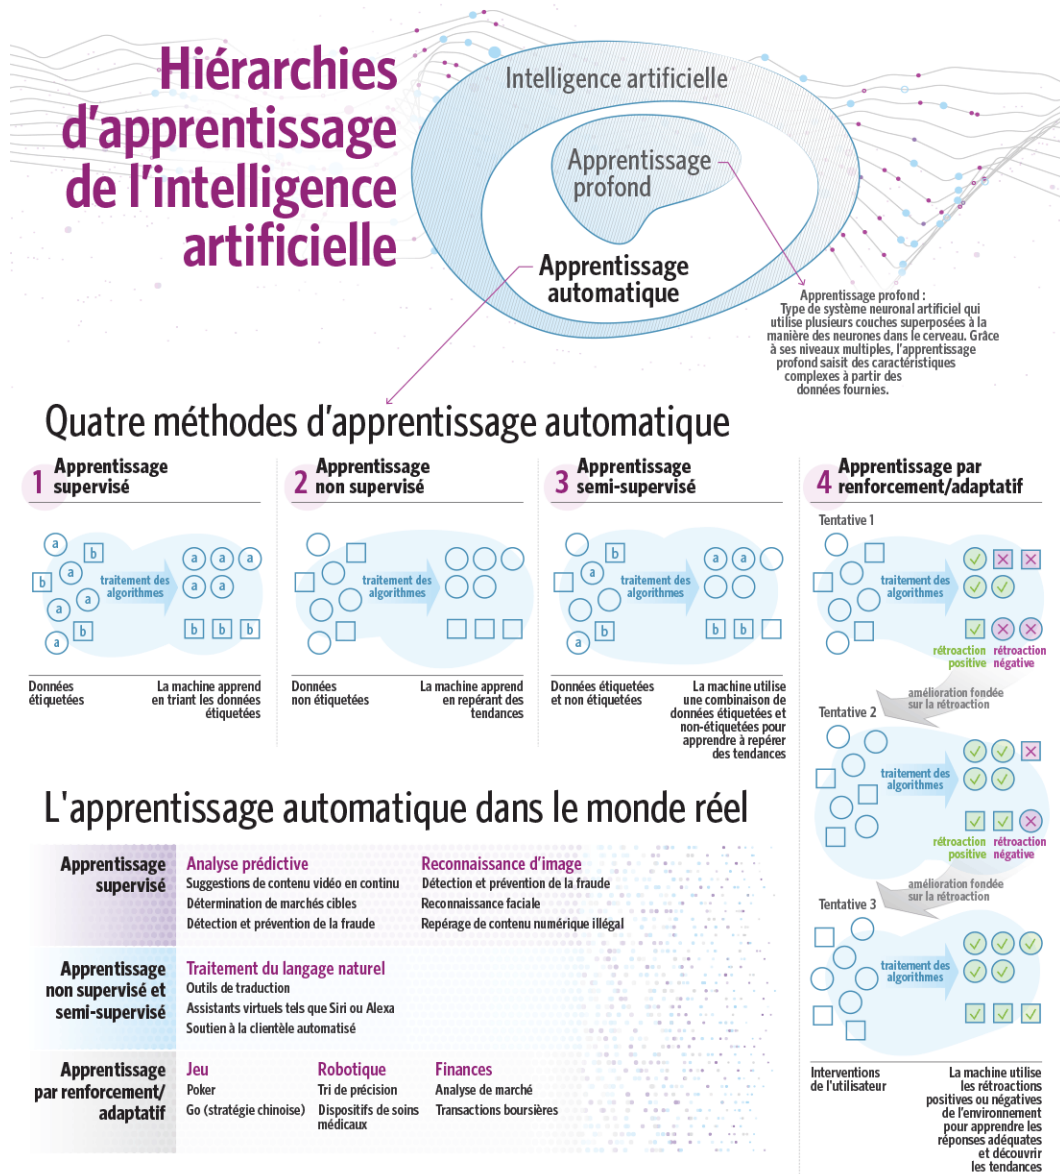 Hiérarchies
d'apprentissage
de l'intelligence
artificielle
Intelligence artificielle
Apprentissage
profond
Apprentissage
automatique
Apprentissage profond :
Type de système neuronal artificiel qui
utilise plusieurs couches superposées à la
manière des neurones dans le cerveau. Grâce
à ses niveaux multiples, l'apprentissage
profond saisit des caractéristiques
complexes à partir des
données fournies.
Quatre méthodes d'apprentissage automatique
1 Apprentissage
supervisé
a
b
a
b
a
a
b
a
traitement des
algorithmes
a a a
a a
b b b
Données
étiquetées
La machine apprend
en triant les données
étiquetées
2 Apprentissage
non supervisé
traitement des
algorithmes
Données
non étiquetées
La machine apprend
en repérant des
tendances
3 Apprentissage
semi-supervisé
b
a
b
a
traitement des
algorithmes
a a
b b
Données étiquetées
et non étiquetées
La machine utilise
une combinaison de
données étiquetées et
non-étiquetées pour
apprendre à repérer
des tendances
4 Apprentissage par
renforcement/adaptatif
Tentative 1
traitement des
algorithmes
rétroaction
positive
rétroaction
négative
amélioration fondée
sur la rétroaction
Tentative 2
traitement des
algorithmes
rétroaction
positive
rétroaction
négative
amélioration fondée
sur la rétroaction
Tentative 3
traitement des
algorithmes
Interventions
de l'utilisateur
La machine utilise
les rétroactions
positives ou négatives
de l'environnement
pour apprendre les
réponses adéquates
et découvrir
les tendances
L'apprentissage automatique dans le monde réel
Apprentissage
supervisé
Analyse prédictive
Suggestions de contenu vidéo en continu
Détermination de marchés cibles
Détection et prévention de la fraude
Reconnaissance d'image
Détection et prévention de la fraude
Reconnaissance faciale
Repérage de contenu numérique illégal
Apprentissage
non supervisé et
semi-supervisé
Traitement du langage naturel
Outils de traduction
Assistants virtuels tels que Siri ou Alexa
Soutien à la clientèle automatisé
Apprentissage
par renforcement/
adaptatif
Jeu
Poker
Go (stratégie chinoise)
Robotique
Tri de précision
Dispositifs de soins
médicaux
Finances
Analyse de marché
Transactions boursières